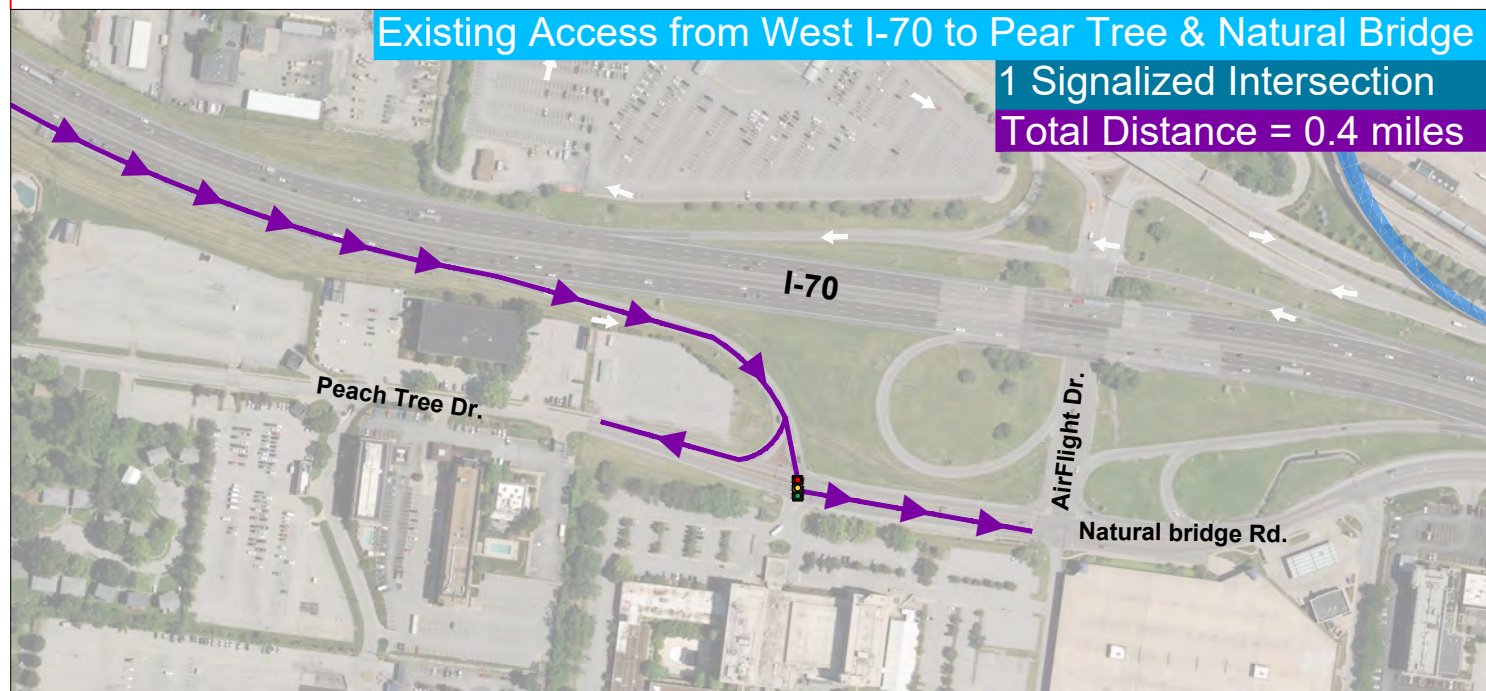 Existing Access from West I-70 to Pear Tree & Natural Bridge
1 Signalized Intersection
Total Distance = 0.4 miles
I-70
Peach Tree Dr.
AirFlight Dr.
Natural bridge Rd.